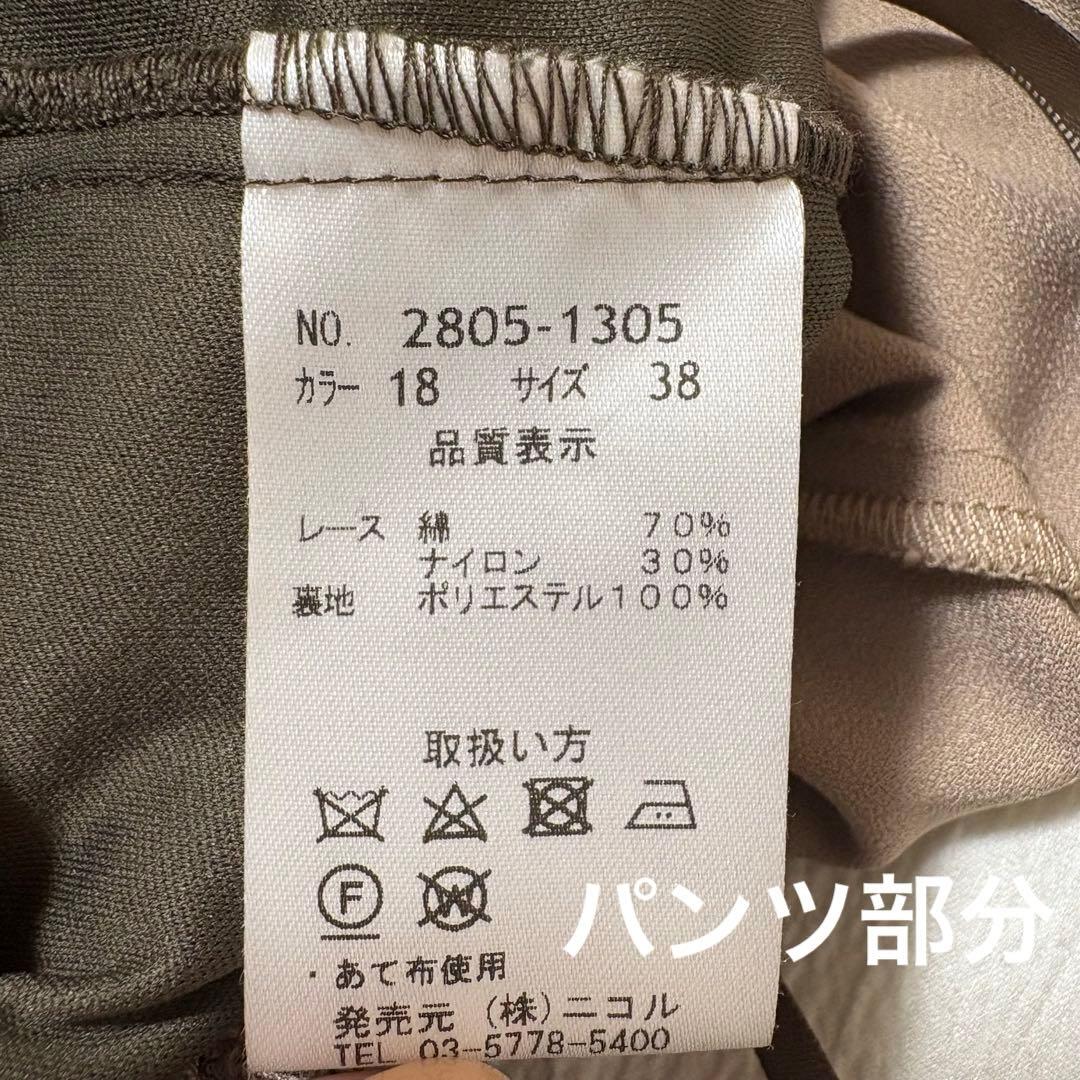 NO. 2805-1305
カラー 18 サイズ 38
品質表示
レース 綿 70%
ナイロン 30%
裏地 ポリエステル100%
取扱い方
F W
パンツ部分
・あて布使用
発売元 (株)ニコル
TEL 03-5778-5400